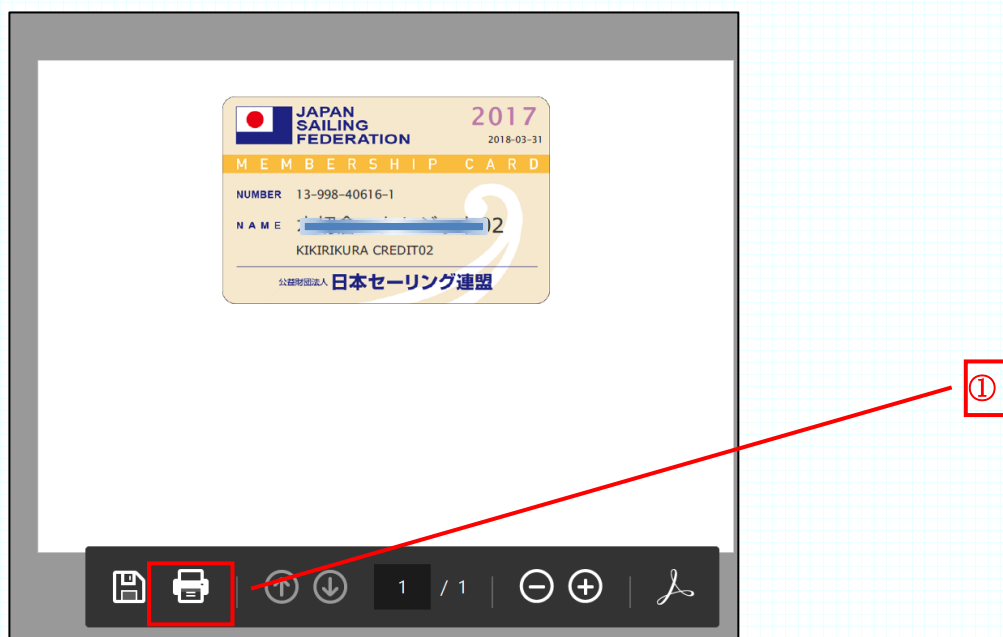 JAPAN
SAILING
FEDERATION
2017
2018-03-31
MEMBERSHIP CARD
NUMBER 13-998-40616-1
NAME 02
KIKIRIKURA CREDIT02
公益財団法人 日本セーリング連盟
①
1 / 1